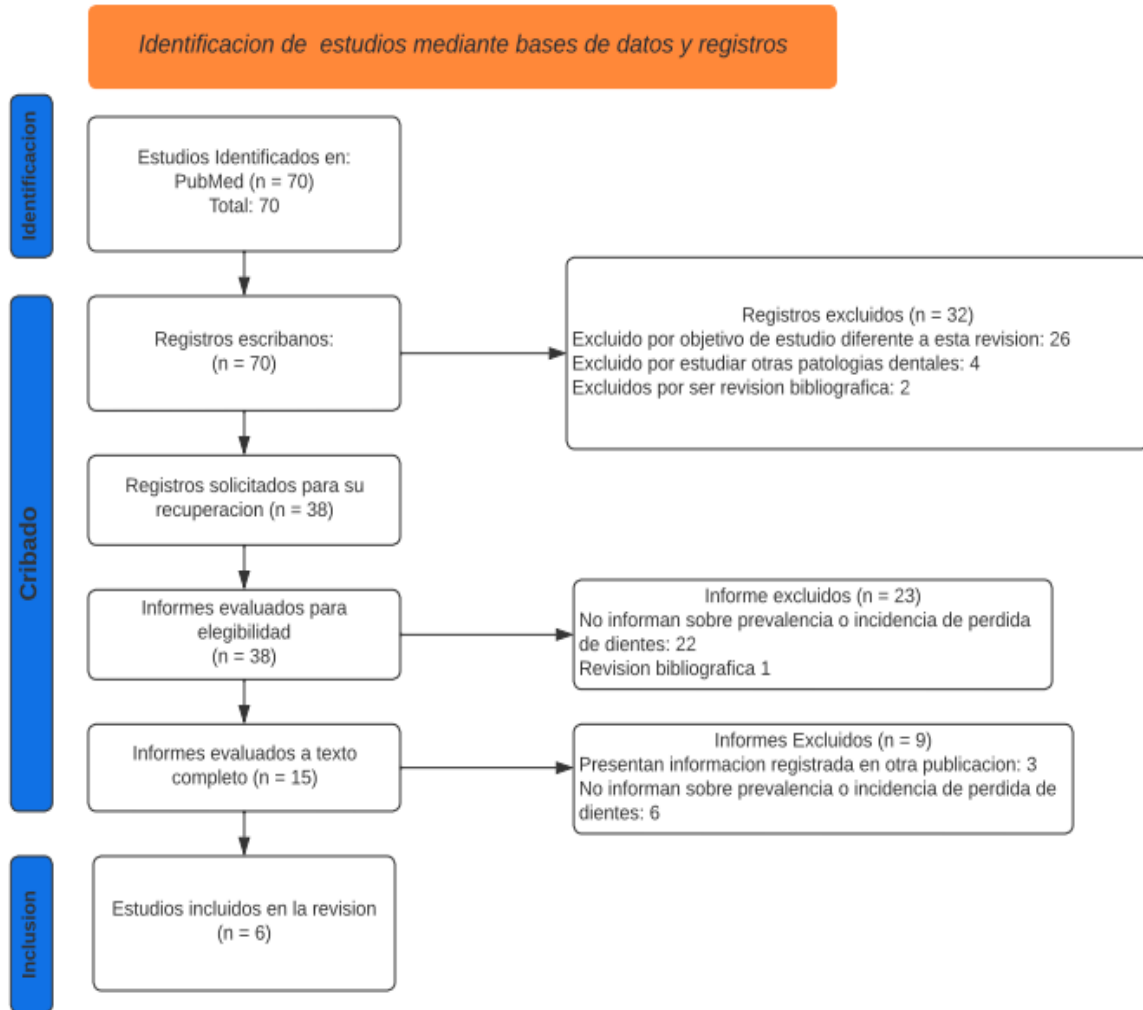 Identificacion de estudios mediante bases de datos y registros
Identificacion
Estudios Identificados en:
PubMed (n = 70)
Total: 70
Cribado
Registros escribanos:
(n = 70)
Registros excluidos (n = 32)
Excluido por objetivo de estudio diferente a esta revision: 26
Excluido por estudiar otras patologias dentales: 4
Excluidos por ser revision bibliografica: 2
Registros solicitados para su
recuperacion (n = 38)
Informes evaluados para
elegibilidad
(n = 38)
Informe excluidos (n = 23)
No informan sobre prevalencia o incidencia de perdida
de dientes: 22
Revision bibliografica 1
Informes evaluados a texto
completo (n = 15)
Informes Excluidos (n = 9)
Presentan informacion registrada en otra publicacion: 3
No informan sobre prevalencia o incidencia de perdida de
dientes: 6
Inclusion
Estudios incluidos en la revision
(n = 6)